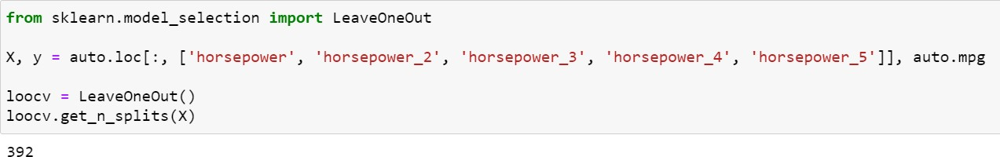 from sklearn.model_selection import LeaveOneOut
X, y = auto.loc[:, ['horsepower', 'horsepower_2', 'horsepower_3', 'horsepower_4', 'horsepower_5']], auto.mpg
loocv = LeaveOneOut()
loocv.get_n_splits(X)
392